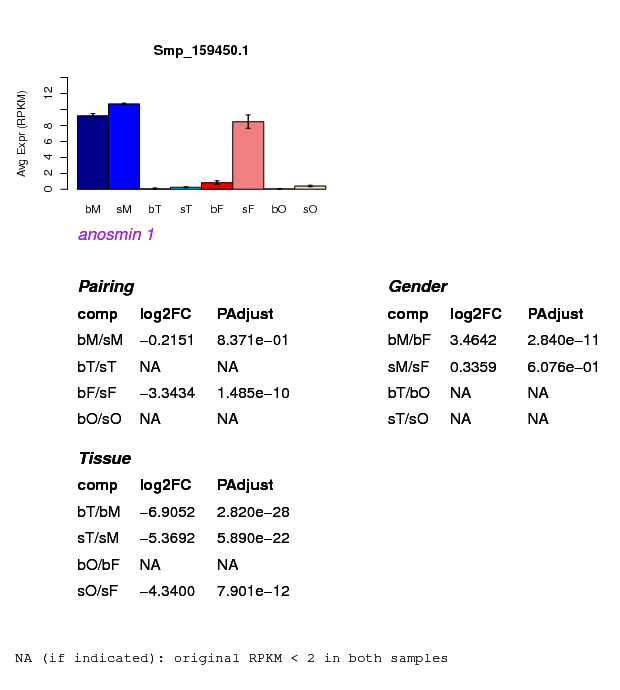 Smp_159450.1
Avg Expr (RPKM)
0 2 4 6 8 12
bM sM bT sT bF sF bO sO
anosmin 1
Pairing
comp log2FC PAdjust
bM/sM −0.2151 8.371e−01
bT/sT NA NA
bF/sF −3.3434 1.485e−10
bO/sO NA NA
Gender
comp log2FC PAdjust
bM/bF 3.4642 2.840e−11
sM/sF 0.3359 6.076e−01
bT/bO NA NA
sT/sO NA NA
Tissue
comp log2FC PAdjust
bT/bM −6.9052 2.820e−28
sT/sM −5.3692 5.890e−22
bO/bF NA NA
sO/sF −4.3400 7.901e−12
NA (if indicated): original RPKM < 2 in both samples